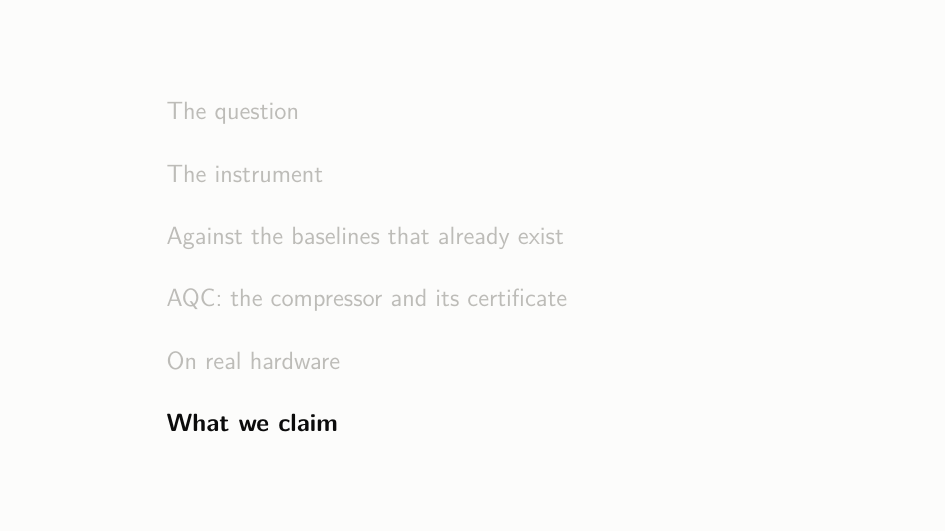 The question
The instrument
Against the baselines that already exist
AQC: the compressor and its certificate
On real hardware
What we claim